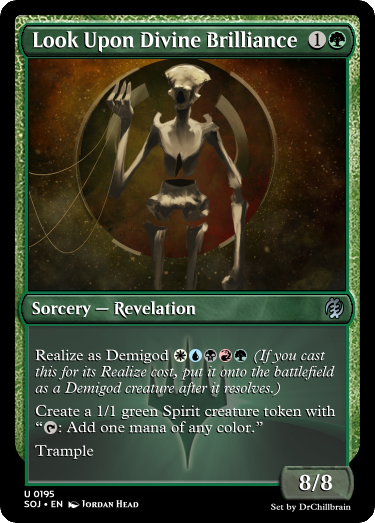 Look Upon Divine Brilliance 1
Sorcery — Revelation
Realize as Demigod (If you cast
this for its Realize cost, put it onto the battlefield
as a Demigod creature after it resolves.)
Create a 1/1 green Spirit creature token with
“: Add one mana of any color.”
Trample
8/8
U 0195
SOJ • EN Jordan Head
Set by DrChillbrain